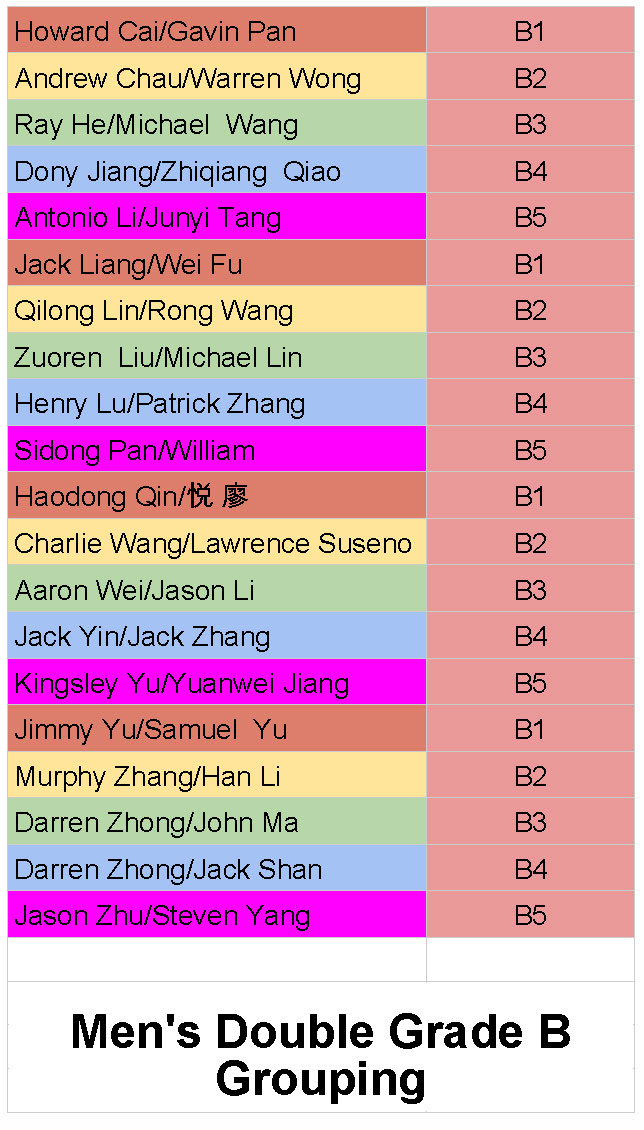 Howard Cai/Gavin Pan B1
Andrew Chau/Warren Wong B2
Ray He/Michael  Wang B3
Dony Jiang/Zhiqiang  Qiao B4
Antonio Li/Junyi Tang B5
Jack Liang/Wei Fu B1
Qilong Lin/Rong Wang B2
Zuoren  Liu/Michael Lin B3
Henry Lu/Patrick Zhang B4
Sidong Pan/William B5
Haodong Qin/悦 廖 B1
Charlie Wang/Lawrence Suseno B2
Aaron Wei/Jason Li B3
Jack Yin/Jack Zhang B4
Kingsley Yu/Yuanwei Jiang B5
Jimmy Yu/Samuel  Yu B1
Murphy Zhang/Han Li B2
Darren Zhong/John Ma B3
Darren Zhong/Jack Shan B4
Jason Zhu/Steven Yang B5
Men's Double Grade B
Grouping